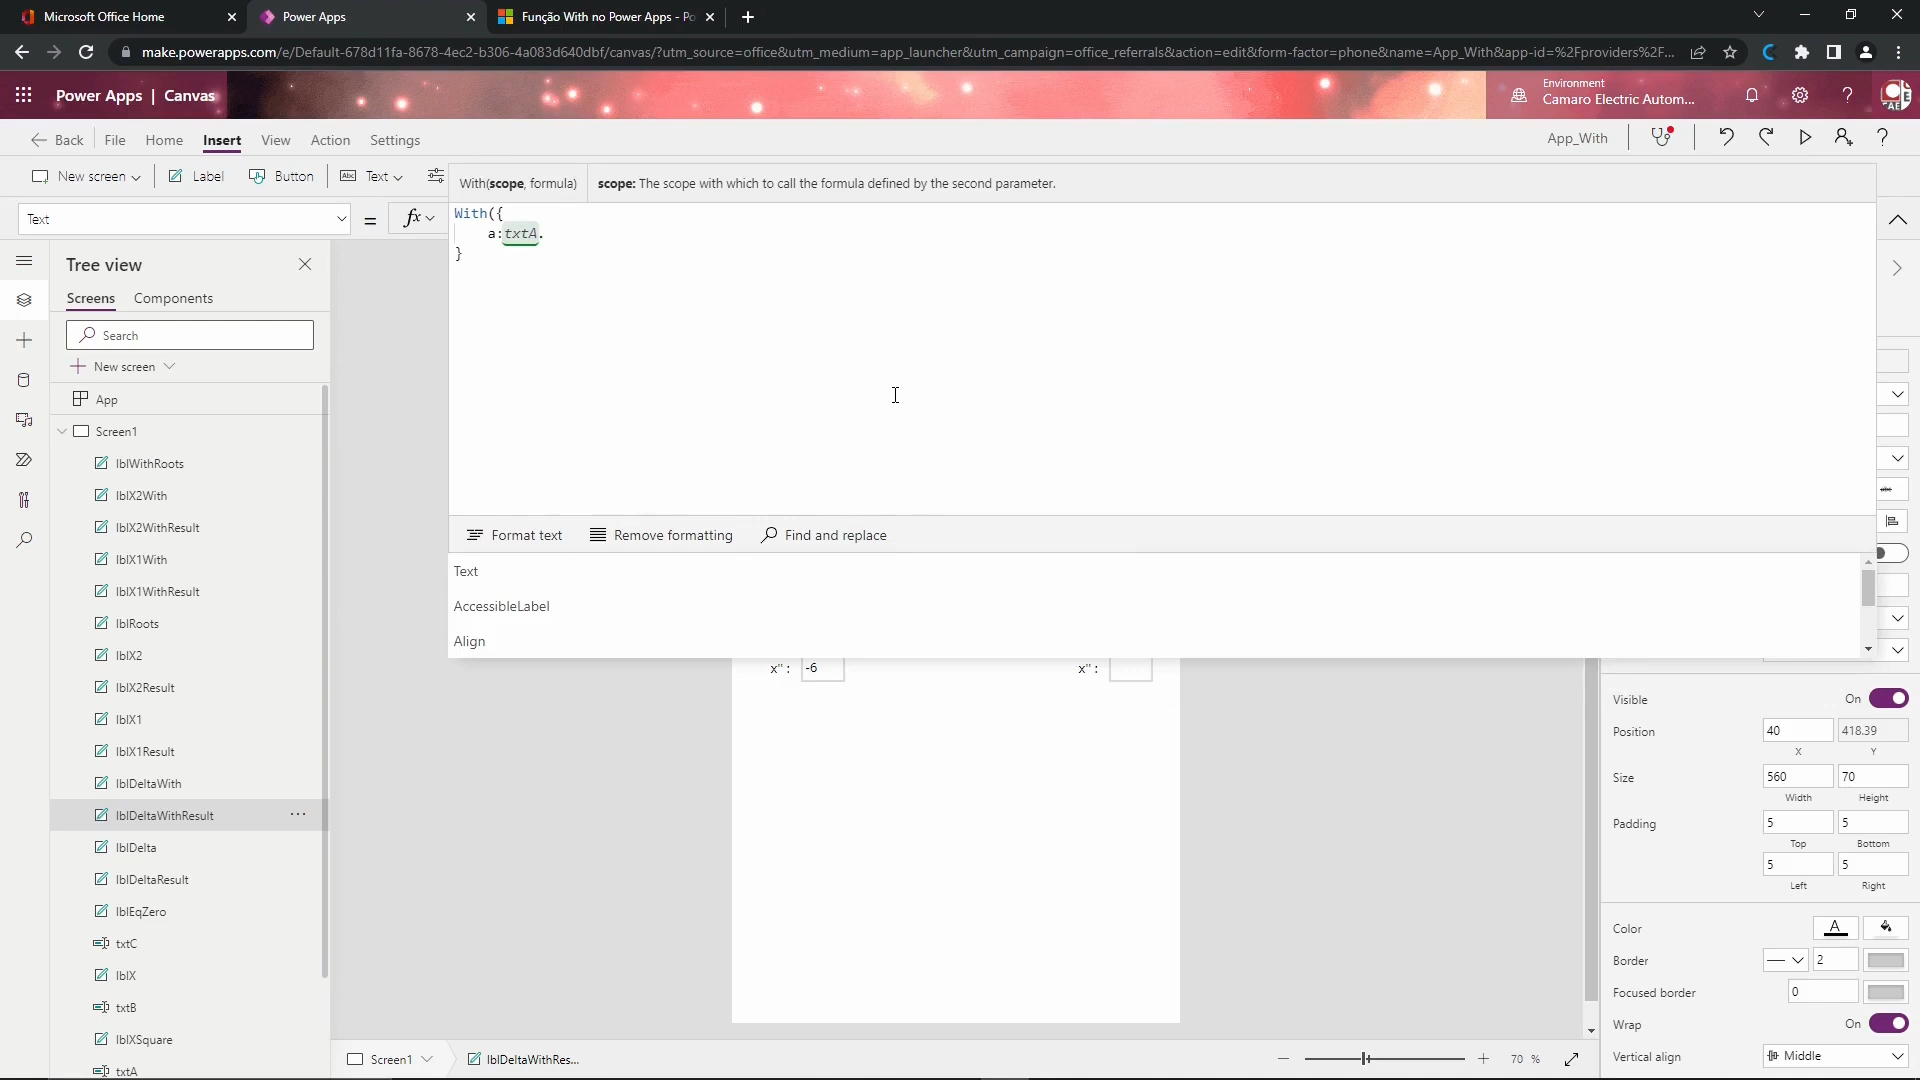 Microsoft Office Home
Power Apps
Função With no Power Apps - Po
make.powerapps.com/e/Default-678d11fa-8678-4ec2-b306-4a083d640dbf/canvas/?utm_source=office&utm_medium=app_launcher&utm_campaign=office_referrals&action=edit&form-factor=phone&name=App_With&app-id=%2Fproviders%2F...
Power Apps | Canvas
Environment
Camaro Electric Autom...
Back
File
Home
Insert
View
Action
Settings
App_With
New screen
Label
Button
Abc
Text
With(scope, formula)
scope: The scope with which to call the formula defined by the second parameter.
Text
=
fx
With({
a:txtA.
}
Tree view
Screens
Components
Search
New screen
App
Screen1
lblWithRoots
lblX2With
lblX2WithResult
lblX1With
lblX1WithResult
lblRoots
lblX2
lblX2Result
lblX1
lblX1Result
lblDeltaWith
lblDeltaWithResult
...
lblDelta
lblDeltaResult
lblEqZero
txtC
lblX
txtB
lblXSquare
txtA
Format text
Remove formatting
Find and replace
Text
AccessibleLabel
Align
x": -6
x":
Visible
On
Position
40
418.39
X
Y
Size
560
70
Width
Height
Padding
5
5
Top
Bottom
5
5
Left
Right
Color
A
Border
2
Focused border
0
Wrap
On
Vertical align
Middle
Screen1
lblDeltaWithRes...
70 %